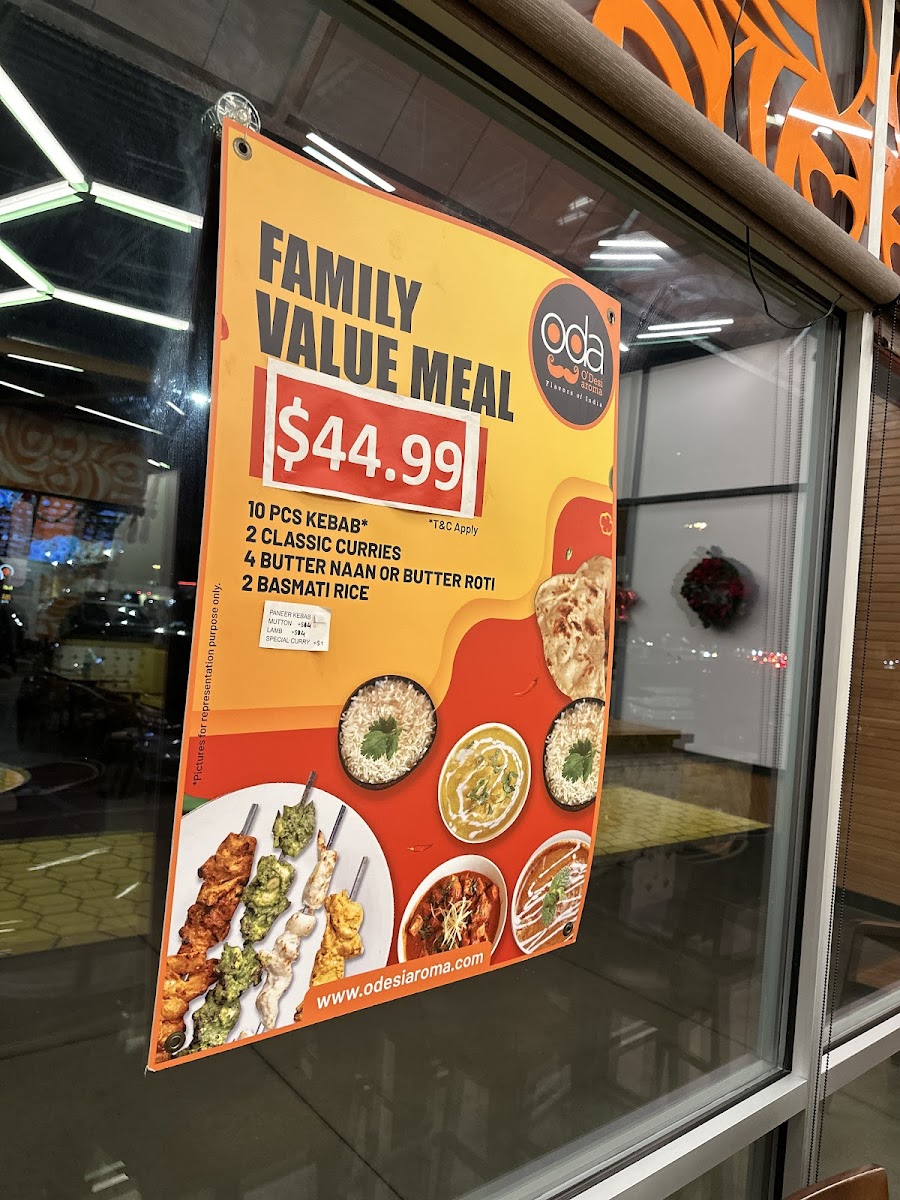 FAMILY
VALUE MEAL
$44.99
*T&C Apply
10 PCS KEBAB*
2 CLASSIC CURRIES
4 BUTTER NAAN OR BUTTER ROTI
2 BASMATI RICE
PANEER KEBAB
MUTTON
LAMB
SPECIAL CURRY +$1
oda
O'Desi
aroma
Flavors of India
*Pictures for representation purpose only.
www.odesiaroma.com